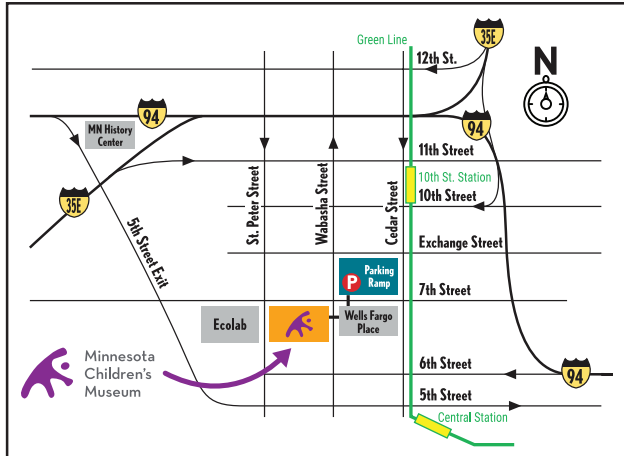 Green Line
35E
12th St.
N
94
MN History
Center
94
11th Street
10th St. Station
10th Street
35E
5th Street Exit
St. Peter Street
Wabasha Street
Cedar Street
Exchange Street
P
Parking
Ramp
7th Street
Ecolab
Wells Fargo
Place
Minnesota
Children's
Museum
6th Street
94
5th Street
Central Station